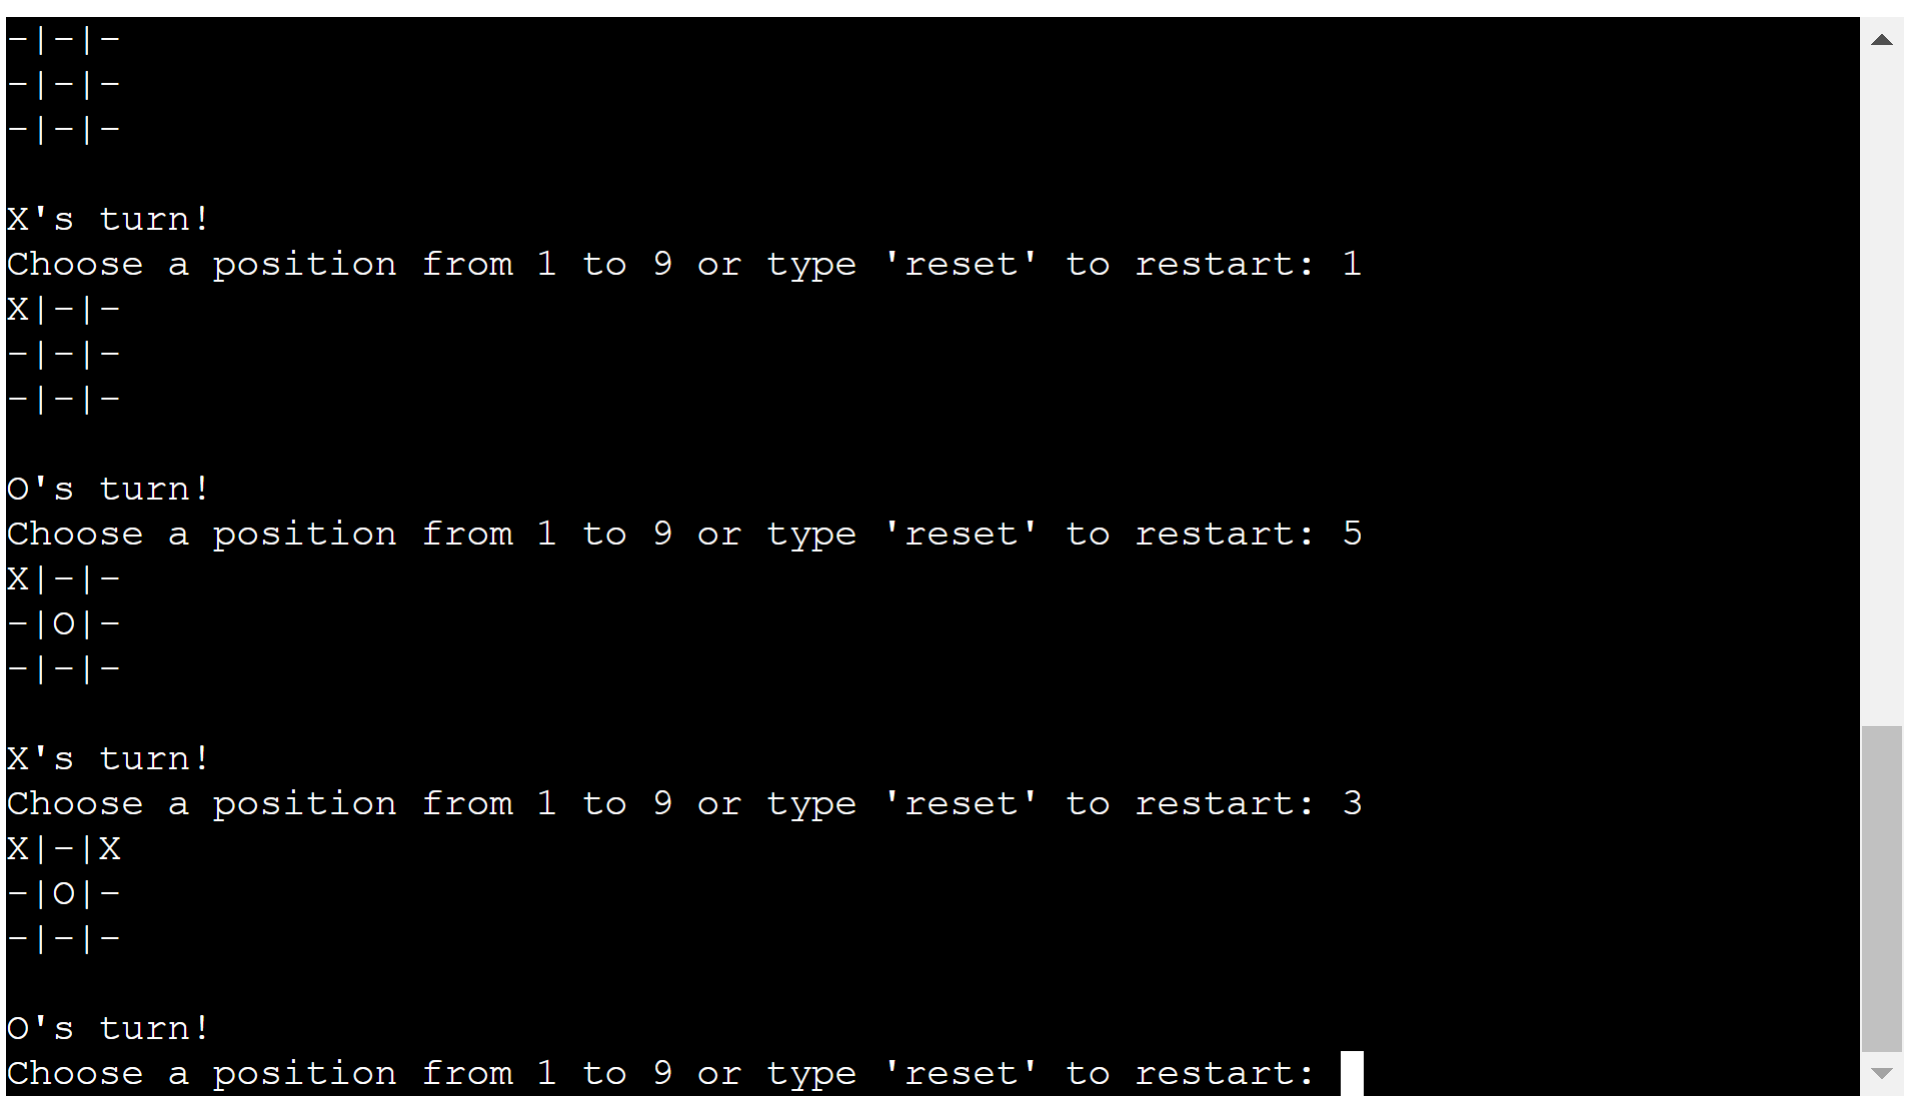 -|-|-
-|-|-
-|-|-
X's turn!
Choose a position from 1 to 9 or type 'reset' to restart: 1
X|-|-
-|-|-
-|-|-
O's turn!
Choose a position from 1 to 9 or type 'reset' to restart: 5
X|-|-
-|O|-
-|-|-
X's turn!
Choose a position from 1 to 9 or type 'reset' to restart: 3
X|-|X
-|O|-
-|-|-
O's turn!
Choose a position from 1 to 9 or type 'reset' to restart: